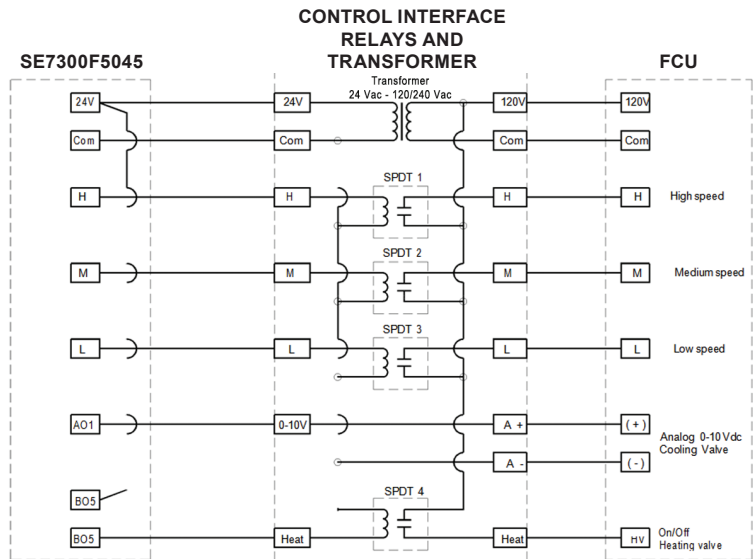 CONTROL INTERFACE
RELAYS AND
TRANSFORMER
SE7300F5045
FCU
Transformer
24 Vac - 120/240 Vac
24V
24V
120V
120V
Com
Com
Com
Com
SPDT 1
H
H
H
H
High speed
SPDT 2
M
M
M
M
Medium speed
SPDT 3
L
L
L
L
Low speed
AO1
0-10V
A +
(+)
Analog 0-10Vdc
Cooling Valve
A -
(-)
BO5
SPDT 4
BO5
Heat
Heat
HV
On/Off
Heating valve